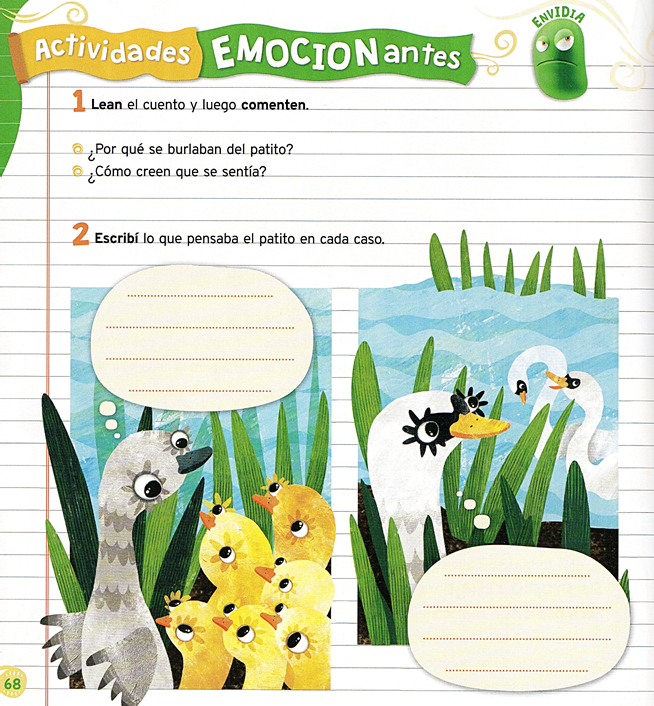 Actividades EMOCIONantes
ENVIDIA
1 Lean el cuento y luego comenten.
¿Por qué se burlaban del patito?
¿Cómo creen que se sentía?
2 Escribí lo que pensaba el patito en cada caso.
68